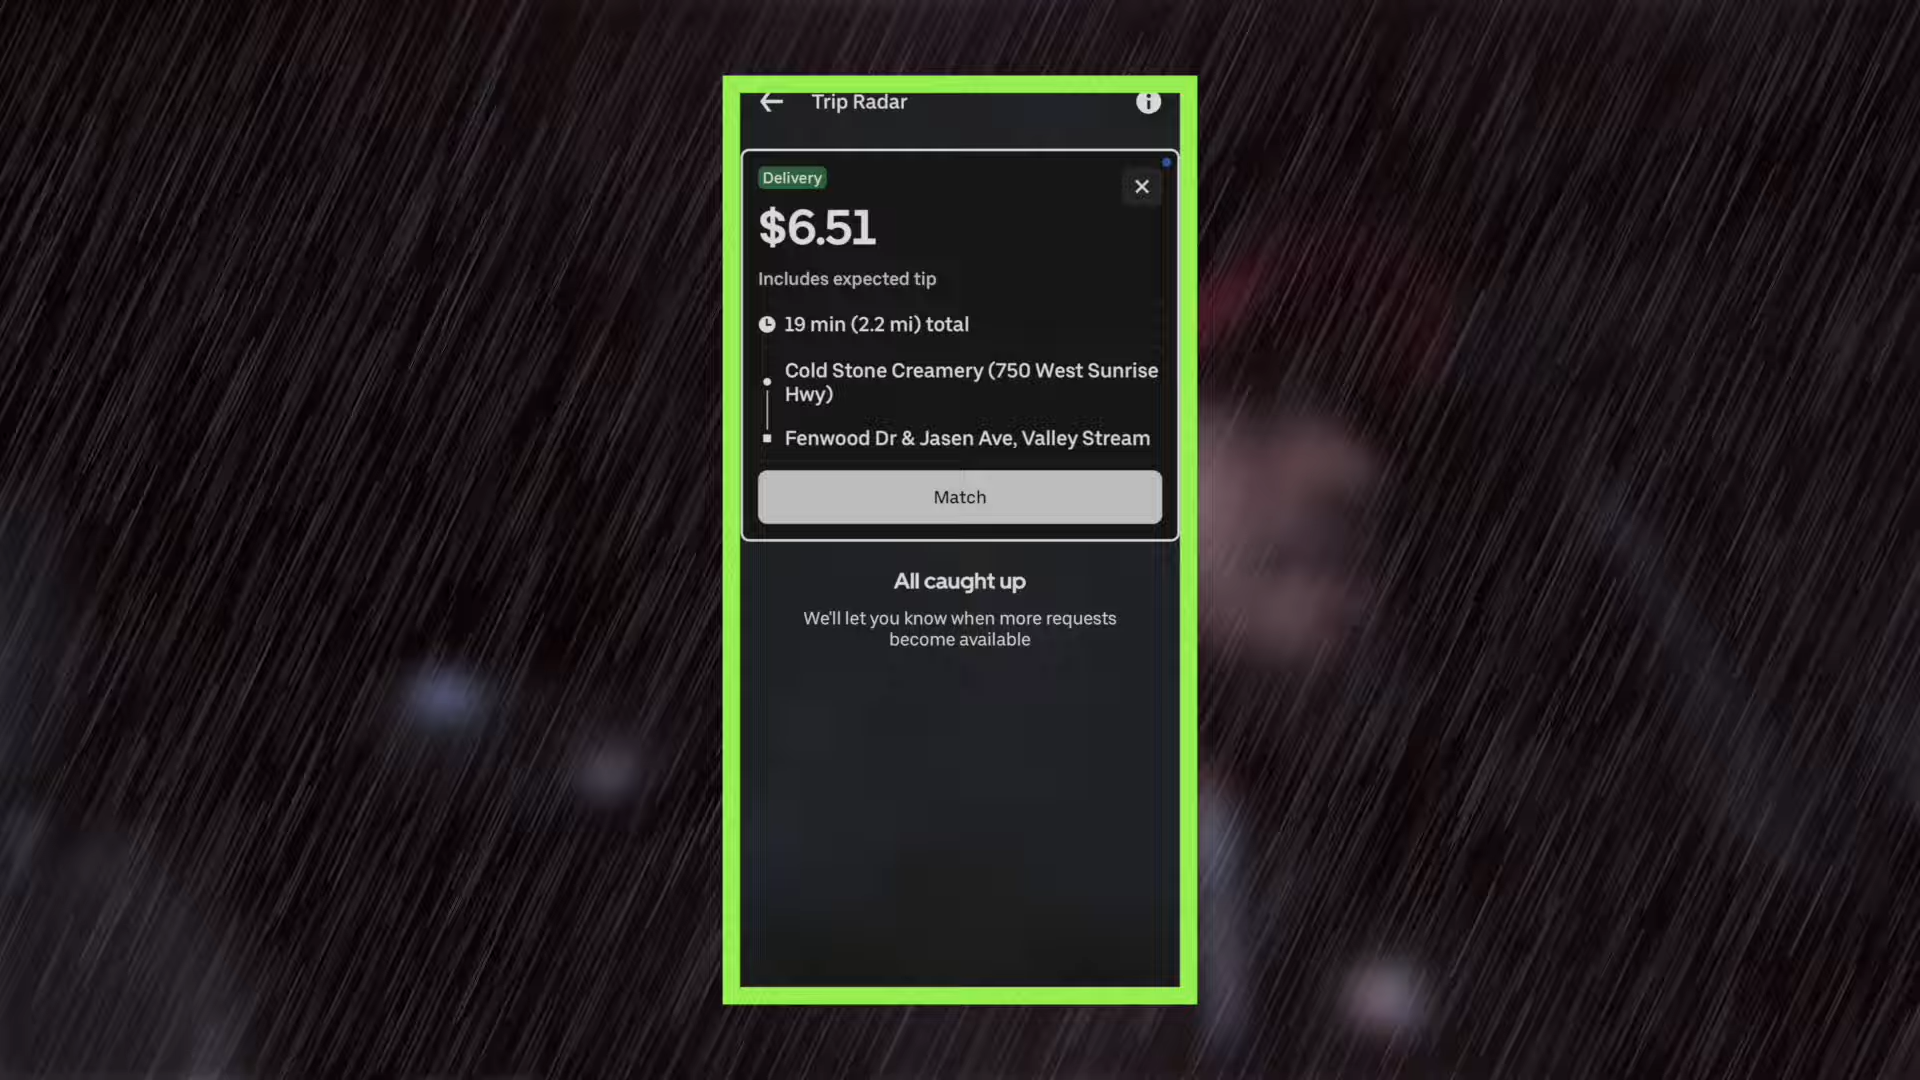 Trip Radar
Delivery
$6.51
Includes expected tip
19 min (2.2 mi) total
Cold Stone Creamery (750 West Sunrise
Hwy)
Fenwood Dr & Jasen Ave, Valley Stream
Match
All caught up
We'll let you know when more requests
become available